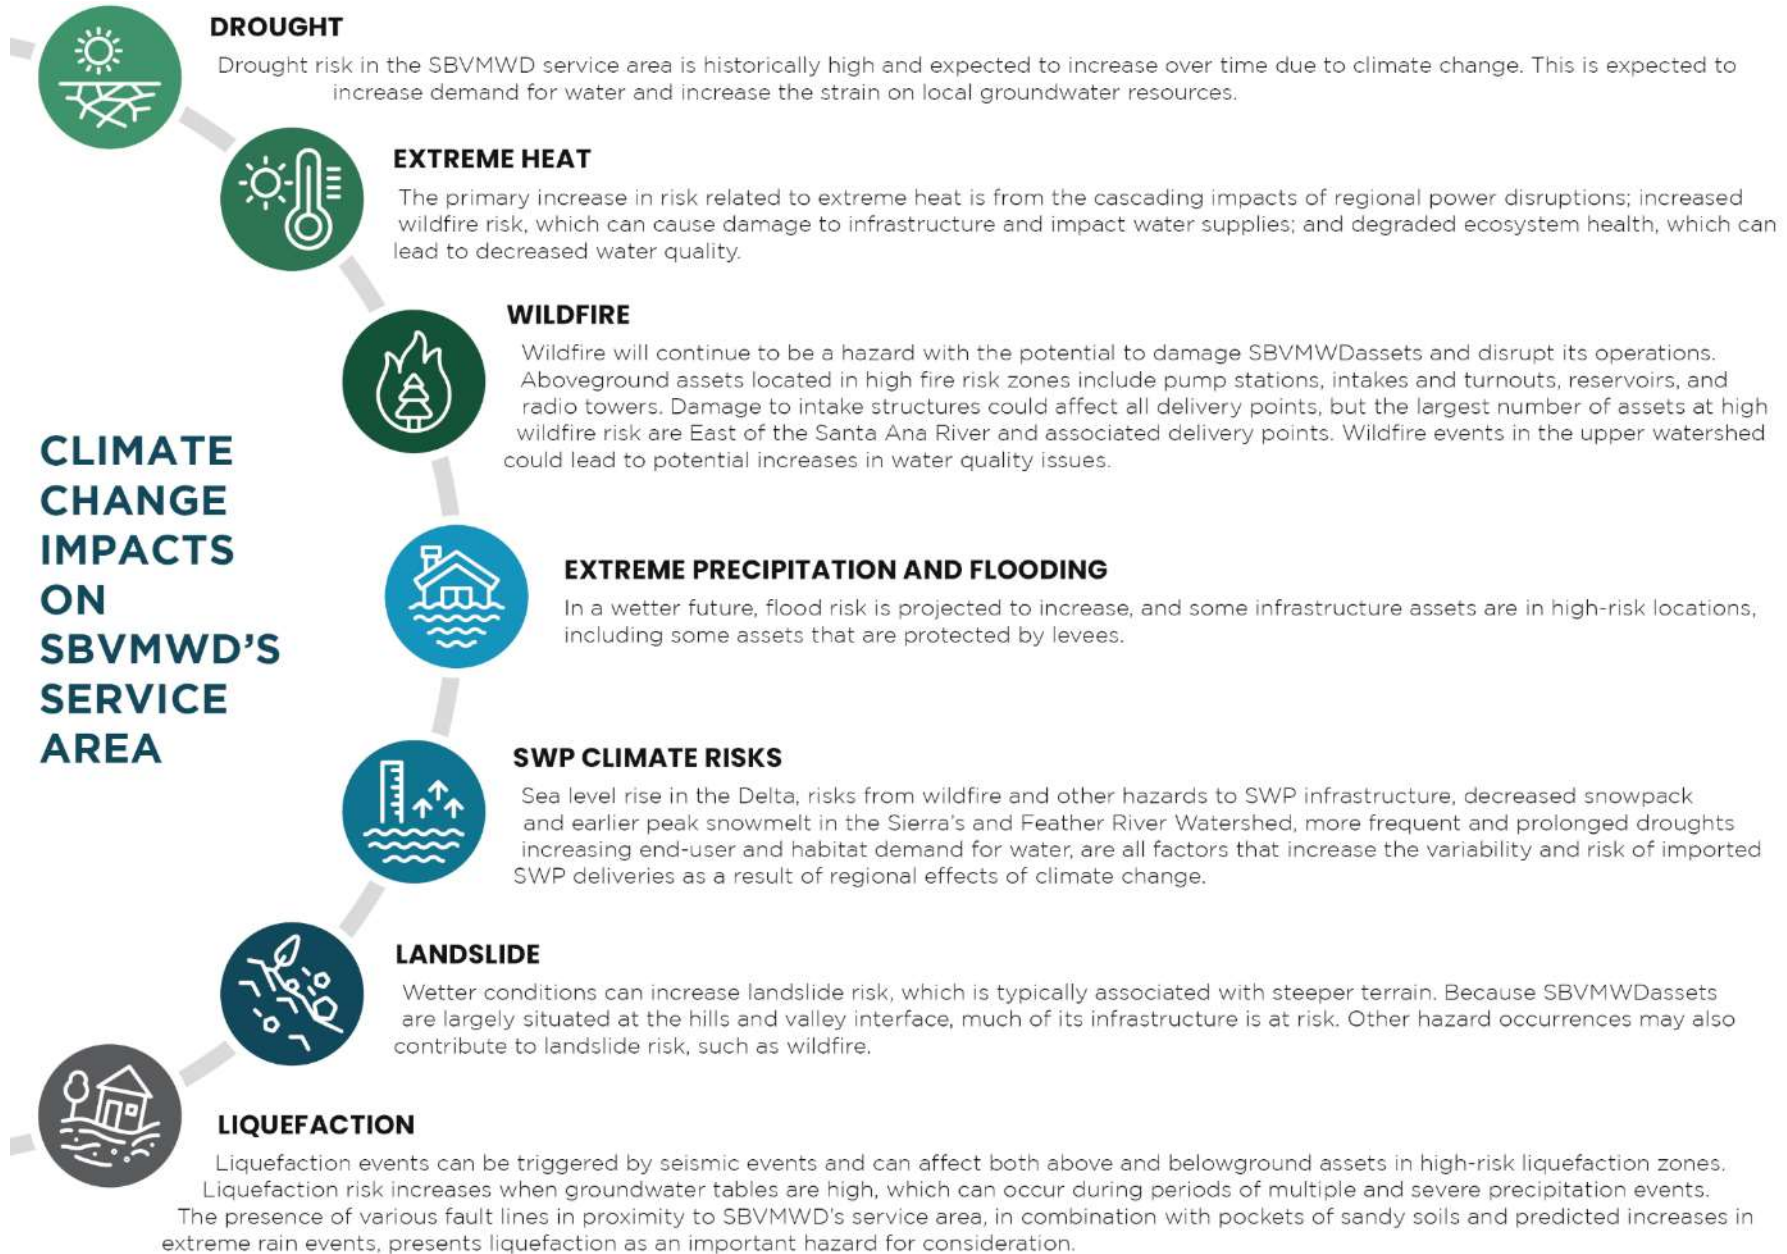 DROUGHT
Drought risk in the SBVMWD service area is historically high and expected to increase over time due to climate change. This is expected to
increase demand for water and increase the strain on local groundwater resources.
EXTREME HEAT
The primary increase in risk related to extreme heat is from the cascading impacts of regional power disruptions; increased
wildfire risk, which can cause damage to infrastructure and impact water supplies; and degraded ecosystem health, which can
lead to decreased water quality.
WILDFIRE
Wildfire will continue to be a hazard with the potential to damage SBVMWDassets and disrupt its operations.
Aboveground assets located in high fire risk zones include pump stations, intakes and turnouts, reservoirs, and
radio towers. Damage to intake structures could affect all delivery points, but the largest number of assets at high
wildfire risk are East of the Santa Ana River and associated delivery points. Wildfire events in the upper watershed
could lead to potential increases in water quality issues.
CLIMATE
CHANGE
IMPACTS
ON
SBVMWD'S
SERVICE
AREA
EXTREME PRECIPITATION AND FLOODING
In a wetter future, flood risk is projected to increase, and some infrastructure assets are in high-risk locations,
including some assets that are protected by levees.
SWP CLIMATE RISKS
Sea level rise in the Delta, risks from wildfire and other hazards to SWP infrastructure, decreased snowpack
and earlier peak snowmelt in the Sierra's and Feather River Watershed, more frequent and prolonged droughts
increasing end-user and habitat demand for water, are all factors that increase the variability and risk of imported
SWP deliveries as a result of regional effects of climate change.
LANDSLIDE
Wetter conditions can increase landslide risk, which is typically associated with steeper terrain. Because SBVMWDassets
are largely situated at the hills and valley interface, much of its infrastructure is at risk. Other hazard occurrences may also
contribute to landslide risk, such as wildfire.
LIQUEFACTION
Liquefaction events can be triggered by seismic events and can affect both above and belowground assets in high-risk liquefaction zones.
Liquefaction risk increases when groundwater tables are high, which can occur during periods of multiple and severe precipitation events.
The presence of various fault lines in proximity to SBVMWD's service area, in combination with pockets of sandy soils and predicted increases in
extreme rain events, presents liquefaction as an important hazard for consideration.